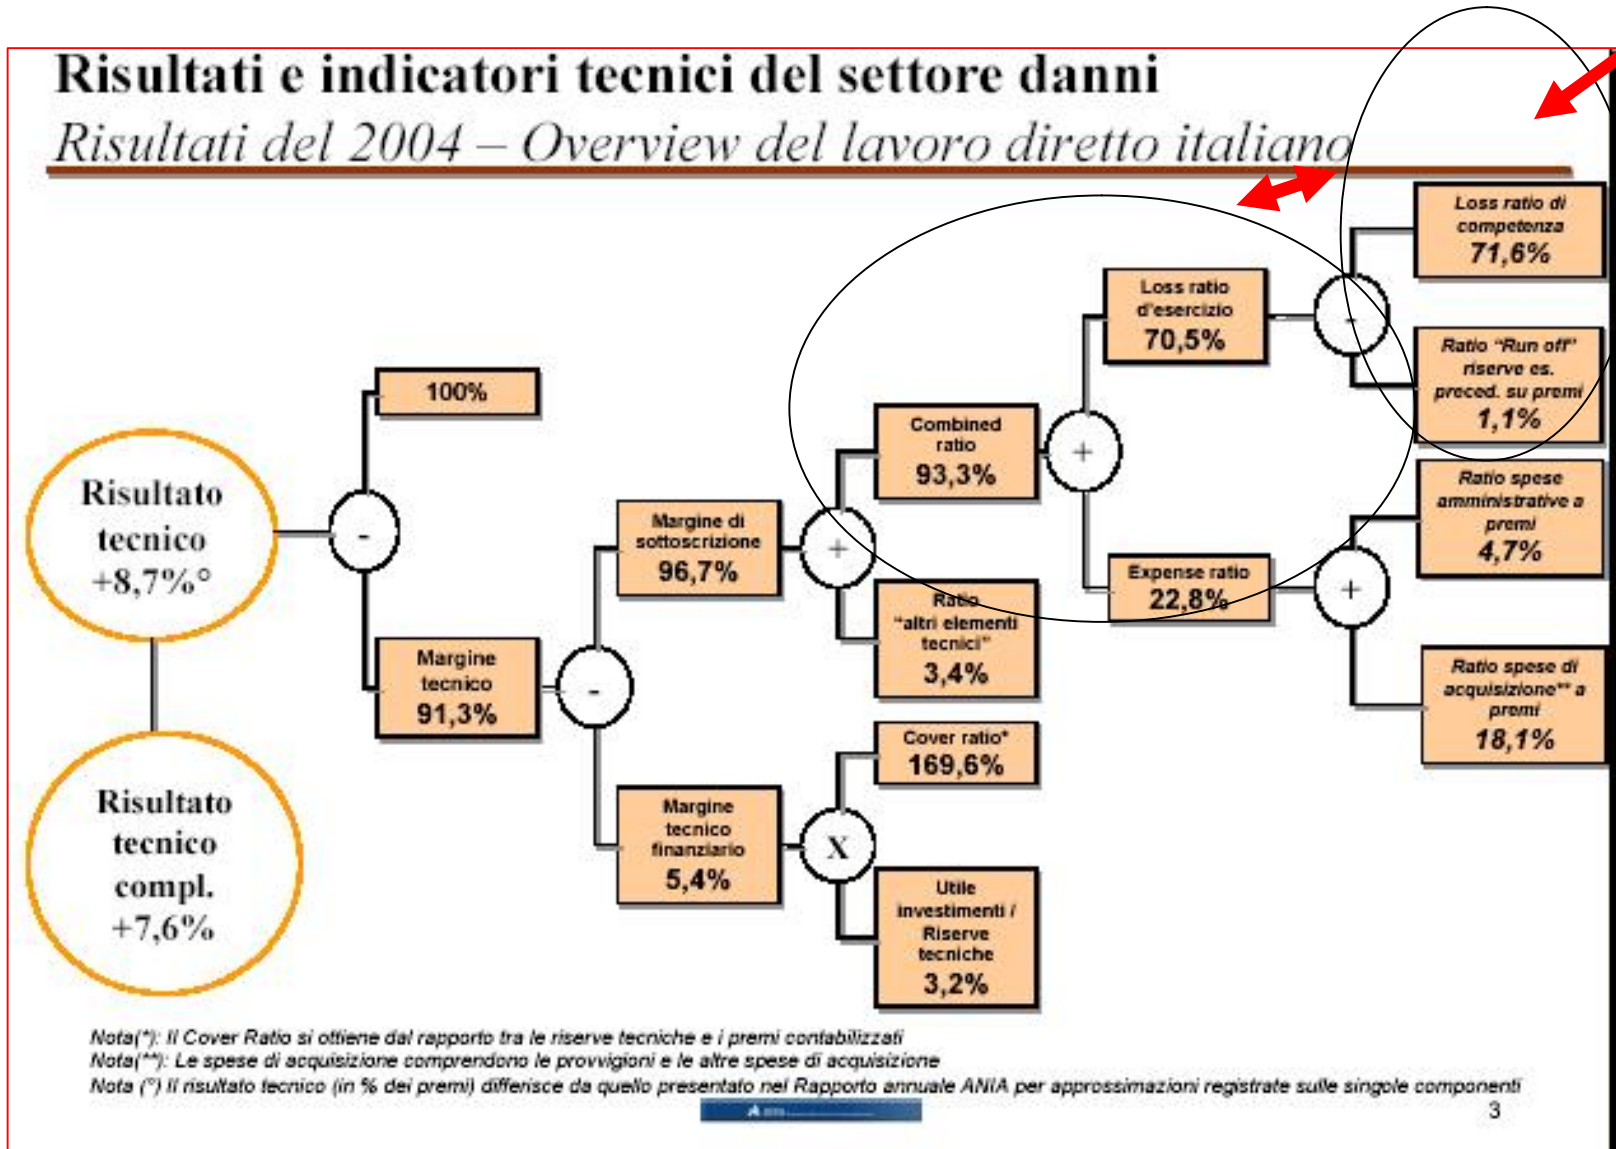 Risultati e indicatori tecnici del settore danni
Risultati del 2004 – Overview del lavoro diretto italiano
Risultato
tecnico
+8,7%°
Risultato
tecnico
compl.
+7,6%
-
100%
Margine
tecnico
91,3%
-
Margine di
sottoscrizione
96,7%
Margine
tecnico
finanziario
5,4%
+
Combined
ratio
93,3%
Ratio
“altri elementi
tecnici”
3,4%
X
Cover ratio*
169,6%
Utile
investimenti /
Riserve
tecniche
3,2%
+
Loss ratio
d'esercizio
70,5%
Expense ratio
22,8%
-
Loss ratio di
competenza
71,6%
Ratio “Run off”
riserve es.
preced. su premi
1,1%
+
Ratio spese
amministrative a
premi
4,7%
Ratio spese di
acquisizione** a
premi
18,1%
Nota(*): Il Cover Ratio si ottiene dal rapporto tra le riserve tecniche e i premi contabilizzati
Nota(**): Le spese di acquisizione comprendono le provvigioni e le altre spese di acquisizione
Nota (°) Il risultato tecnico (in % dei premi) differisce da quello presentato nel Rapporto annuale ANIA per approssimazioni registrate sulle singole componenti
3